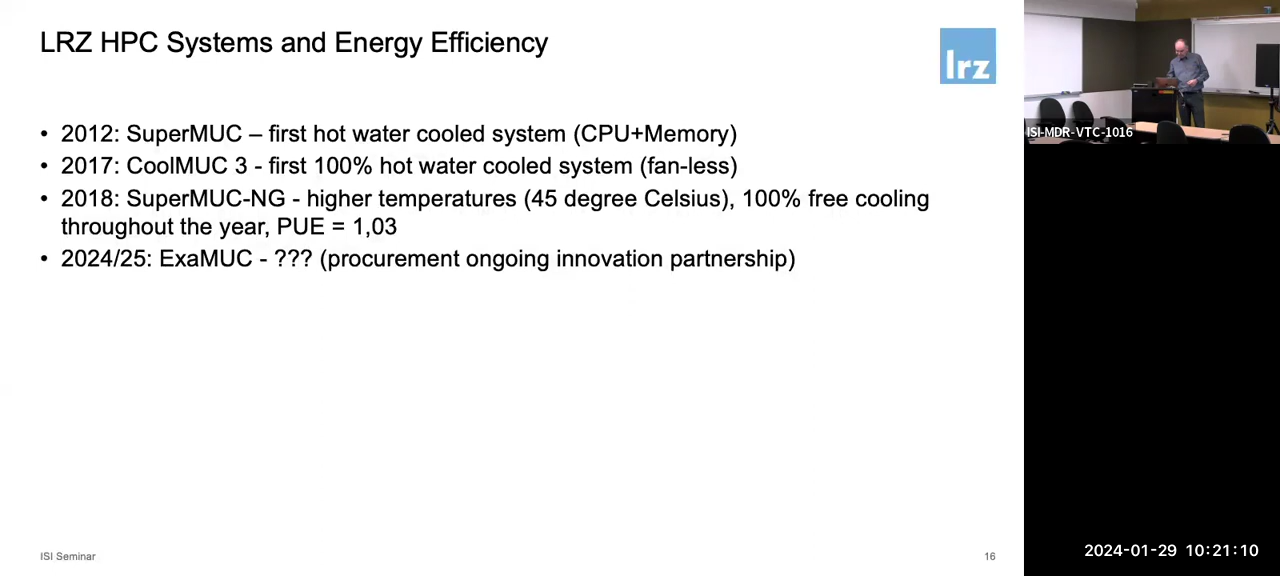 LRZ HPC Systems and Energy Efficiency
lrz
• 2012: SuperMUC – first hot water cooled system (CPU+Memory)
• 2017: CoolMUC 3 - first 100% hot water cooled system (fan-less)
• 2018: SuperMUC-NG - higher temperatures (45 degree Celsius), 100% free cooling
throughout the year, PUE = 1,03
• 2024/25: ExaMUC - ??? (procurement ongoing innovation partnership)
ISI Seminar
16
ISI-MDR-VTC-1016
2024-01-29 10:21:10